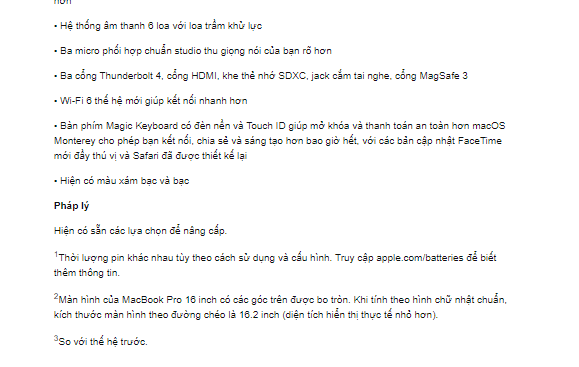 hơn
• Hệ thống âm thanh 6 loa với loa trầm khử lực
• Ba micro phối hợp chuẩn studio thu giọng nói của bạn rõ hơn
• Ba cổng Thunderbolt 4, cổng HDMI, khe thẻ nhớ SDXC, jack cắm tai nghe, cổng MagSafe 3
• Wi-Fi 6 thế hệ mới giúp kết nối nhanh hơn
• Bàn phím Magic Keyboard có đèn nền và Touch ID giúp mở khóa và thanh toán an toàn hơn macOS
Monterey cho phép bạn kết nối, chia sẻ và sáng tạo hơn bao giờ hết, với các bản cập nhật FaceTime
mới đầy thú vị và Safari đã được thiết kế lại
• Hiện có màu xám bạc và bạc
Pháp lý
Hiện có sẵn các lựa chọn để nâng cấp.
¹Thời lượng pin khác nhau tùy theo cách sử dụng và cấu hình. Truy cập apple.com/batteries để biết
thêm thông tin.
²Màn hình của MacBook Pro 16 inch có các góc trên được bo tròn. Khi tính theo hình chữ nhật chuẩn,
kích thước màn hình theo đường chéo là 16.2 inch (diện tích hiển thị thực tế nhỏ hơn).
³So với thế hệ trước.